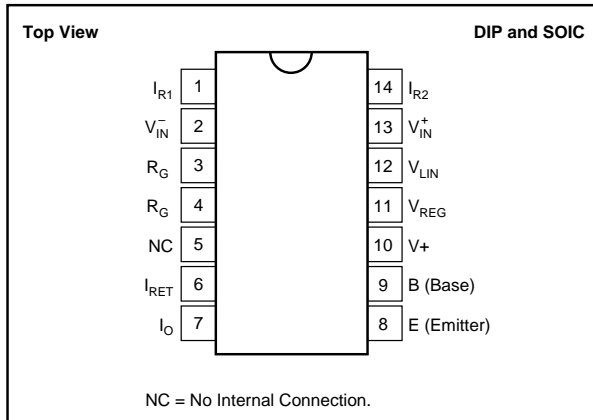 Top View DIP and SOIC
I_R1 1 14 I_R2
V_IN^− 2 13 V_IN^+
R_G 3 12 V_LIN
R_G 4 11 V_REG
NC 5 10 V+
I_RET 6 9 B (Base)
I_O 7 8 E (Emitter)
NC = No Internal Connection.